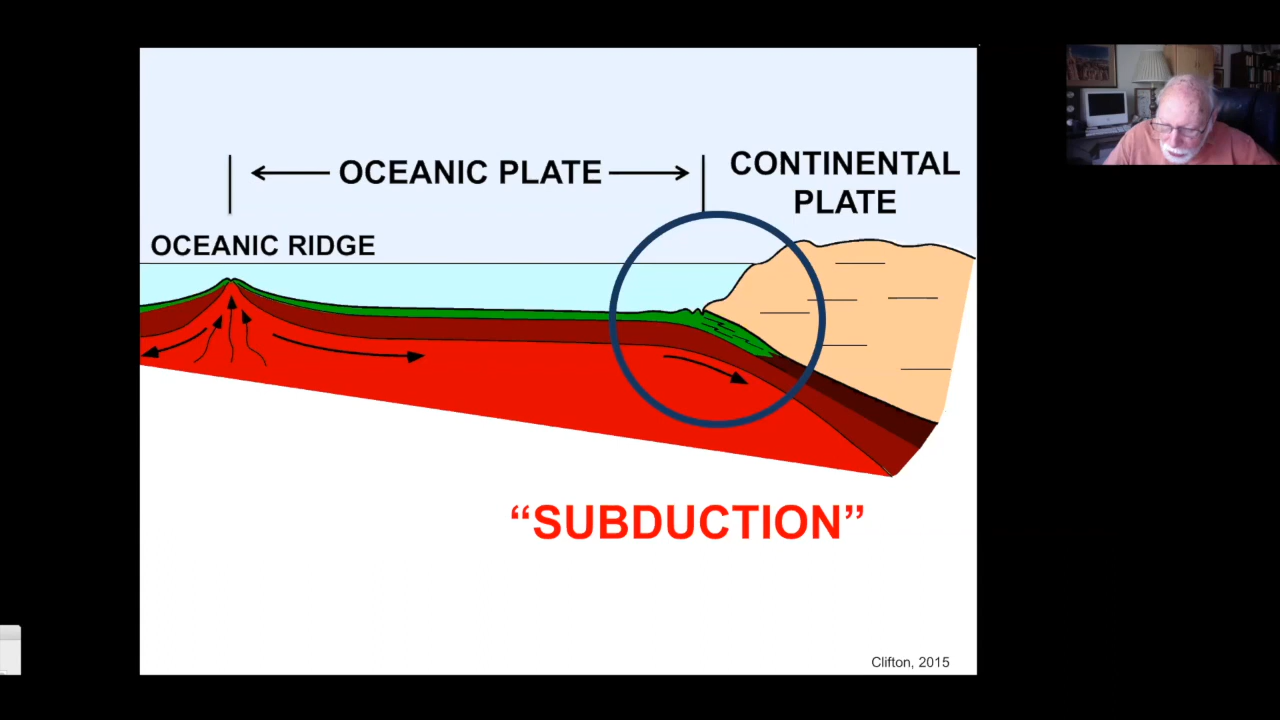 OCEANIC PLATE
CONTINENTAL
PLATE
OCEANIC RIDGE
“SUBDUCTION”
Clifton, 2015